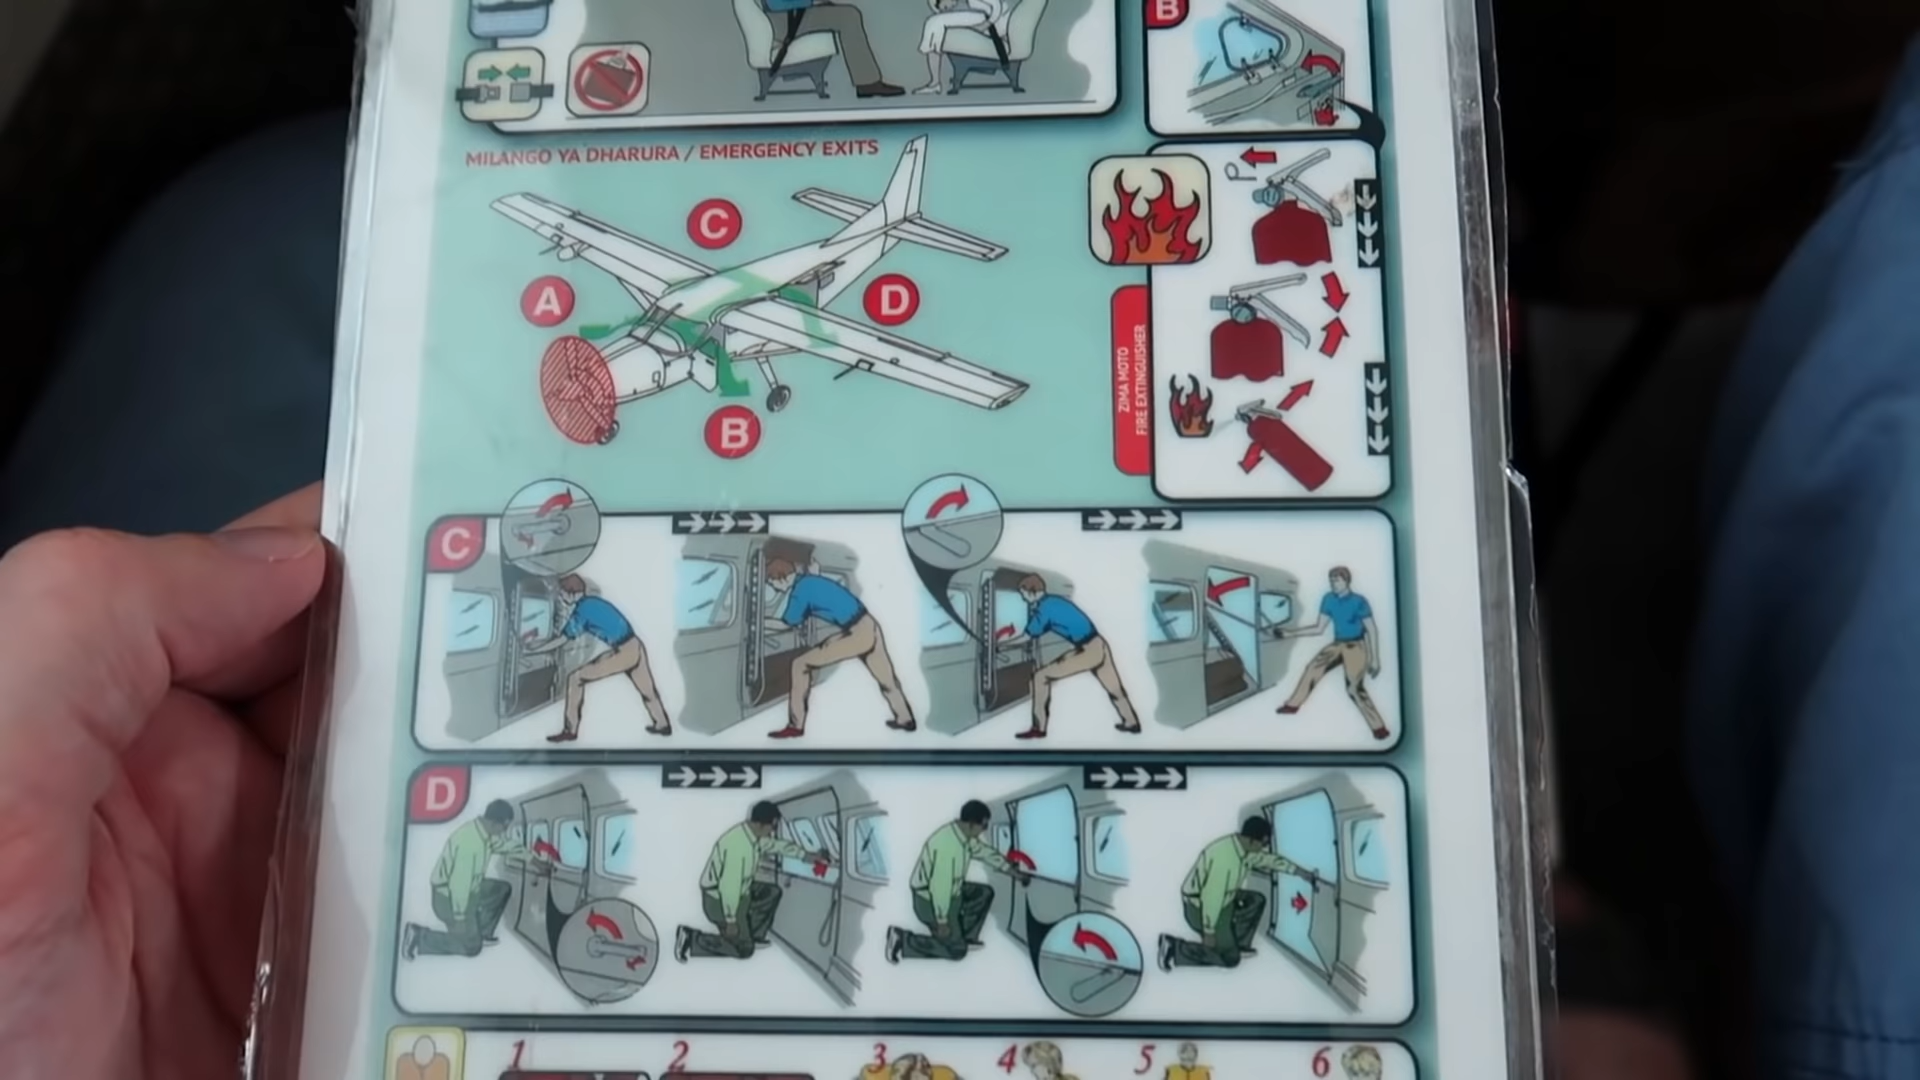 B
MILANGO YA DHARURA / EMERGENCY EXITS
C
A
D
B
ZIMA MOTO
FIRE EXTINGUISHER
C
D
1 2 3 4 5 6